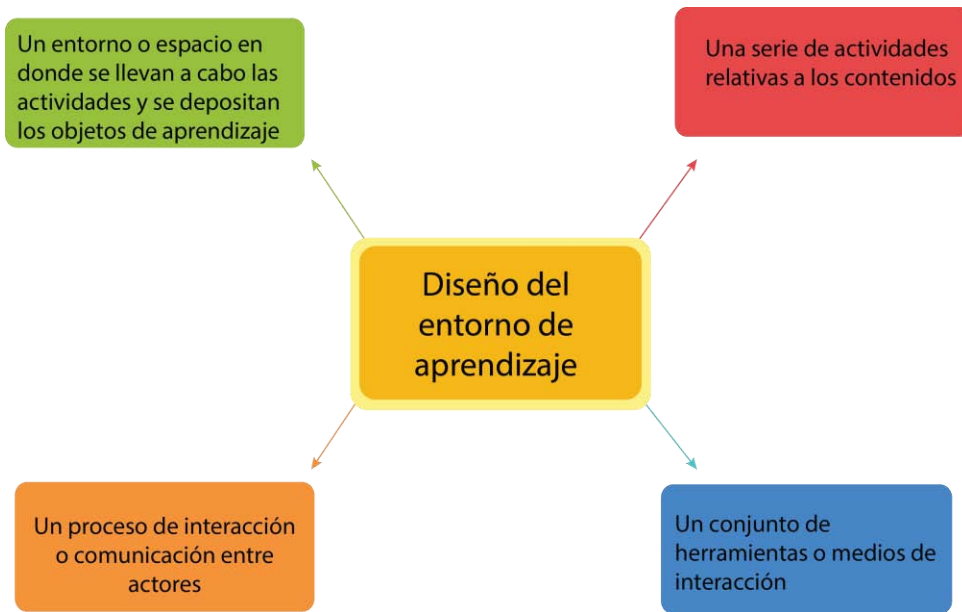 Un entorno o espacio en
donde se llevan a cabo las
actividades y se depositan
los objetos de aprendizaje
Una serie de actividades
relativas a los contenidos
Diseño del
entorno de
aprendizaje
Un proceso de interacción
o comunicación entre
actores
Un conjunto de
herramientas o medios de
interacción